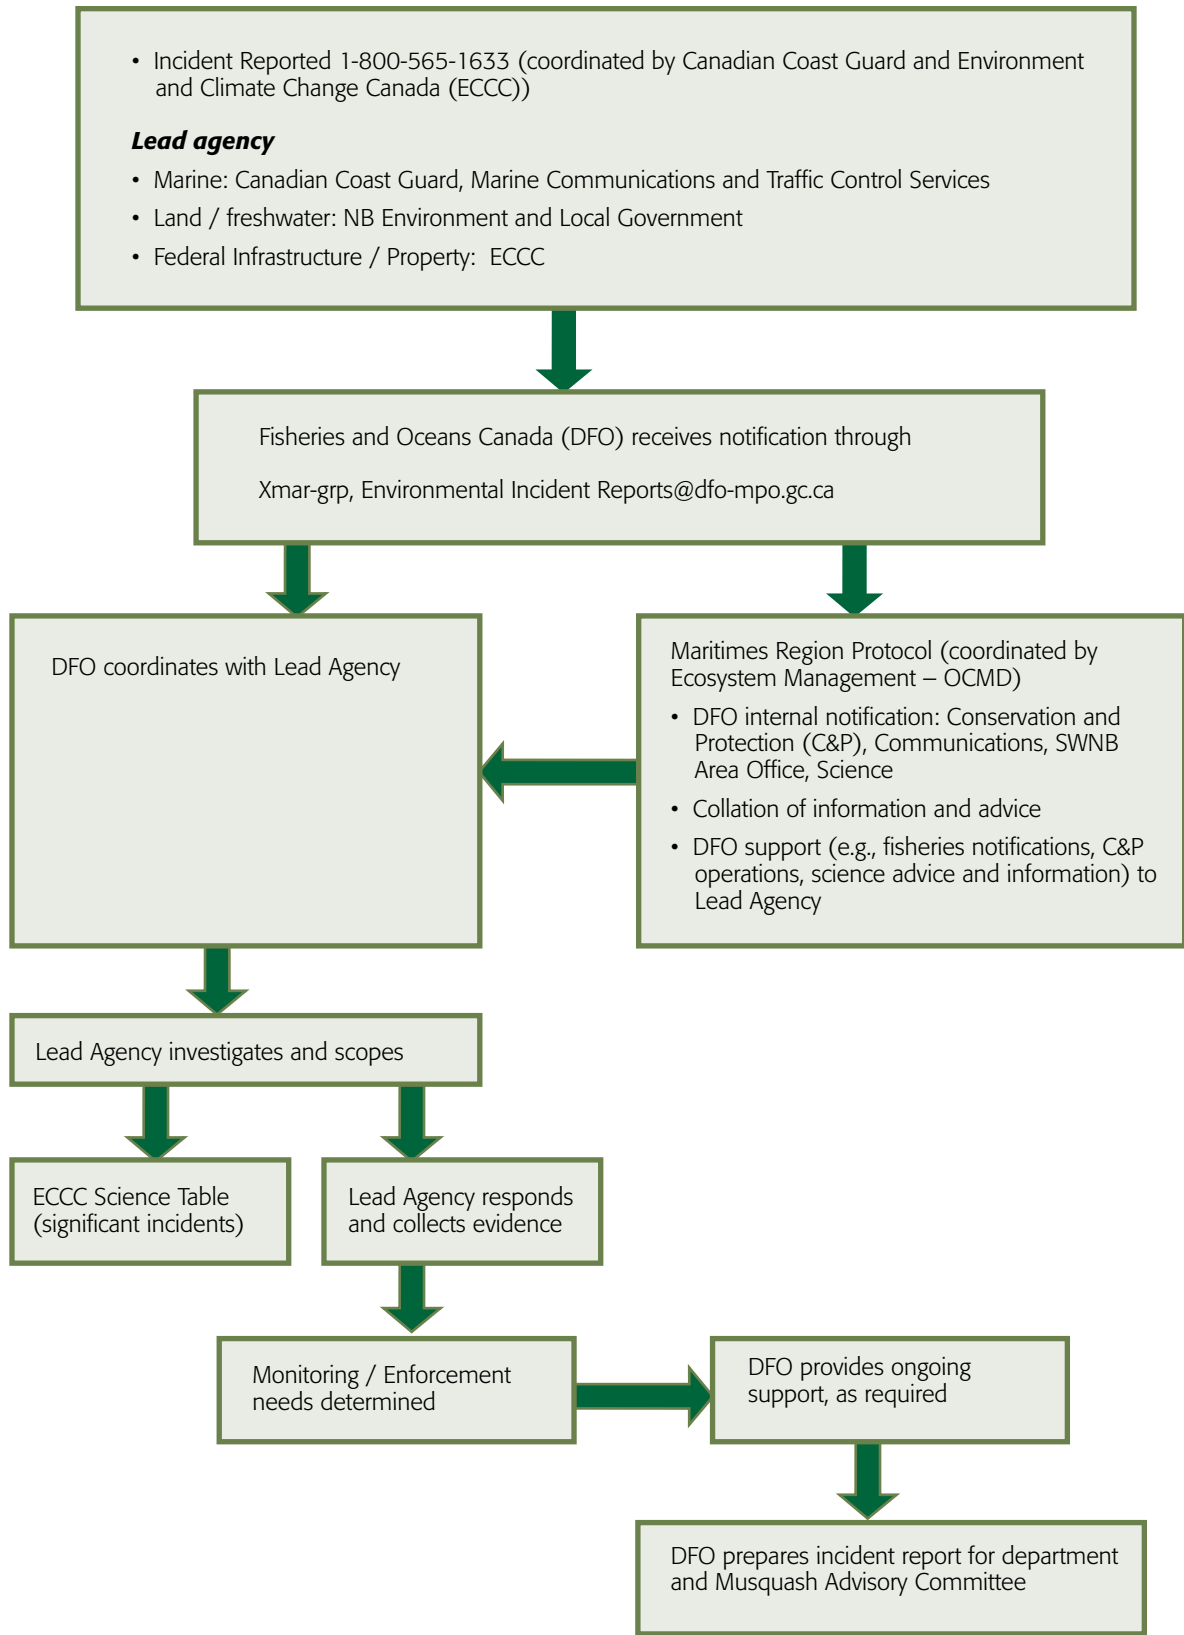 • Incident Reported 1-800-565-1633 (coordinated by Canadian Coast Guard and Environment
and Climate Change Canada (ECCC))
Lead agency
• Marine: Canadian Coast Guard, Marine Communications and Traffic Control Services
• Land / freshwater: NB Environment and Local Government
• Federal Infrastructure / Property: ECCC
Fisheries and Oceans Canada (DFO) receives notification through
Xmar-grp, Environmental Incident Reports@dfo-mpo.gc.ca
DFO coordinates with Lead Agency
Maritimes Region Protocol (coordinated by
Ecosystem Management – OCMD)
• DFO internal notification: Conservation and
Protection (C&P), Communications, SWNB
Area Office, Science
• Collation of information and advice
• DFO support (e.g., fisheries notifications, C&P
operations, science advice and information) to
Lead Agency
Lead Agency investigates and scopes
ECCC Science Table
(significant incidents)
Lead Agency responds
and collects evidence
Monitoring / Enforcement
needs determined
DFO provides ongoing
support, as required
DFO prepares incident report for department
and Musquash Advisory Committee